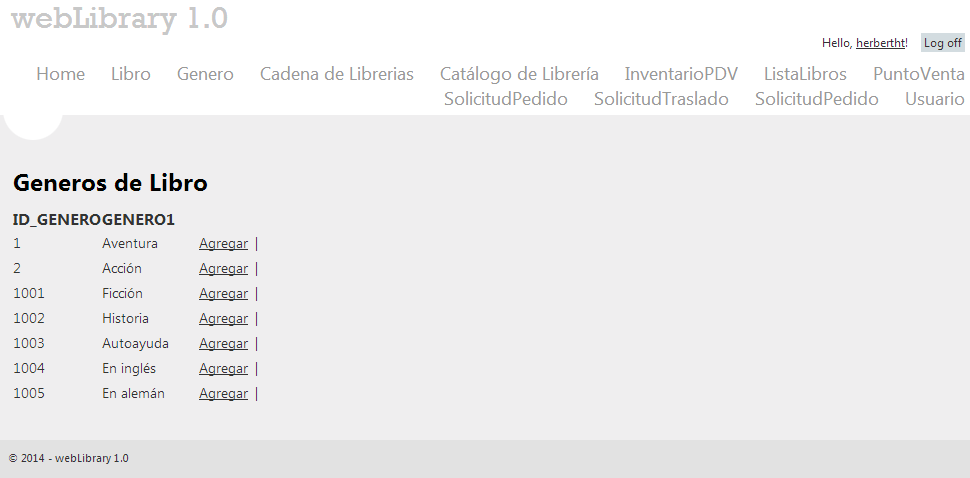 webLibrary 1.0
Hello, herbertht! Log off
Home Libro Genero Cadena de Librerias Catálogo de Librería InventarioPDV ListaLibros PuntoVenta
SolicitudPedido SolicitudTraslado SolicitudPedido Usuario
Generos de Libro
ID_GENERO GENERO1
1 Aventura Agregar |
2 Acción Agregar |
1001 Ficción Agregar |
1002 Historia Agregar |
1003 Autoayuda Agregar |
1004 En inglés Agregar |
1005 En alemán Agregar |
© 2014 - webLibrary 1.0